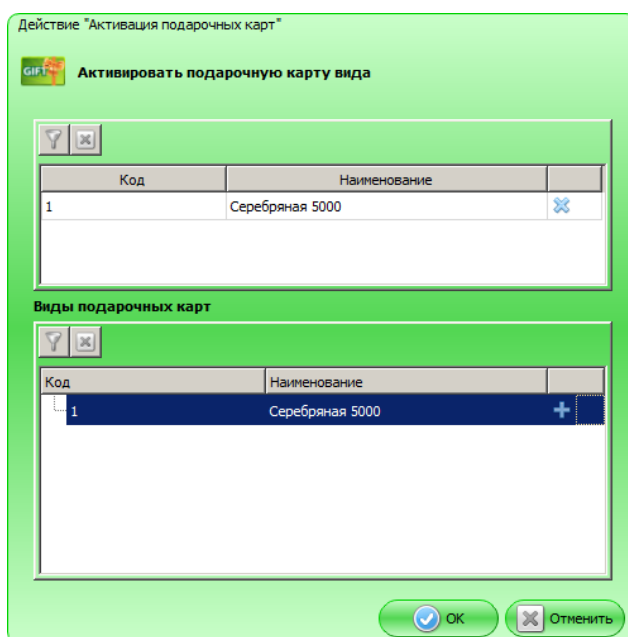 Действие "Активация подарочных карт"
GIFT Активировать подарочную карту вида
Код Наименование
1 Серебряная 5000
Виды подарочных карт
Код Наименование
1 Серебряная 5000
ОК Отменить